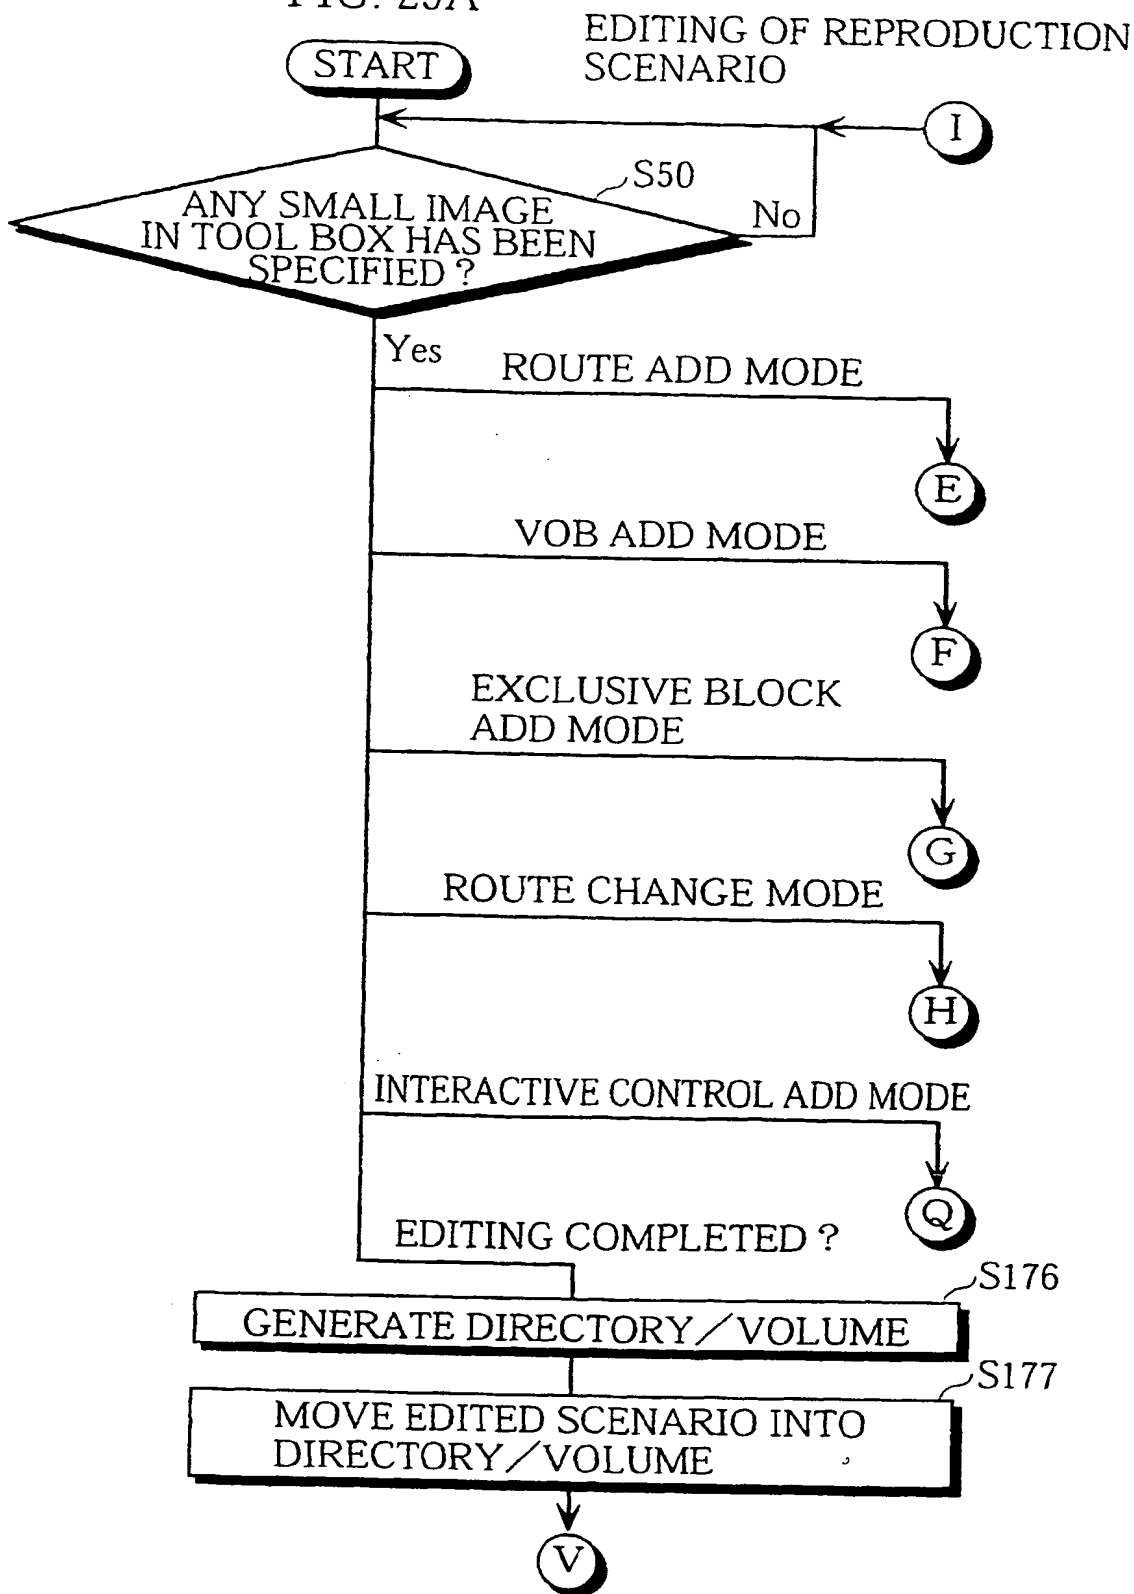 EDITING OF REPRODUCTION
SCENARIO
START
I
S50
ANY SMALL IMAGE
IN TOOL BOX HAS BEEN
SPECIFIED ?
No
Yes
ROUTE ADD MODE
E
VOB ADD MODE
F
EXCLUSIVE BLOCK
ADD MODE
G
ROUTE CHANGE MODE
H
INTERACTIVE CONTROL ADD MODE
Q
EDITING COMPLETED ?
S176
GENERATE DIRECTORY/VOLUME
S177
MOVE EDITED SCENARIO INTO
DIRECTORY/VOLUME
V